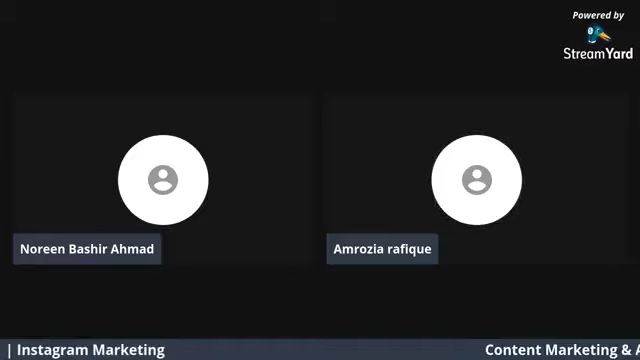 Powered by
StreamYard
Noreen Bashir Ahmad
Amrozia rafique
| Instagram Marketing
Content Marketing &